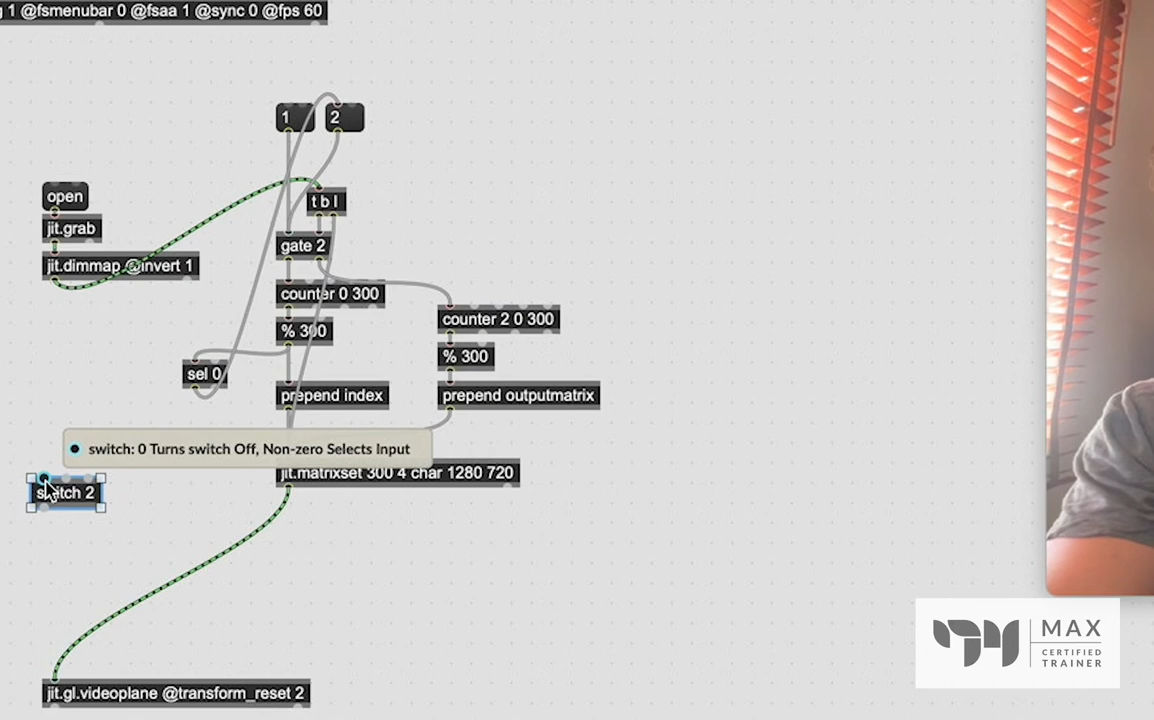 g 1 @fsmenubar 0 @fsaa 1 @sync 0 @fps 60
1
2
open
t b l
jit.grab
gate 2
jit.dimmap @invert 1
counter 0 300
counter 2 0 300
% 300
% 300
sel 0
prepend index
prepend outputmatrix
switch: 0 Turns switch Off, Non-zero Selects Input
jit.matrixset 300 4 char 1280 720
switch 2
MAX
CERTIFIED
TRAINER
jit.gl.videoplane @transform_reset 2